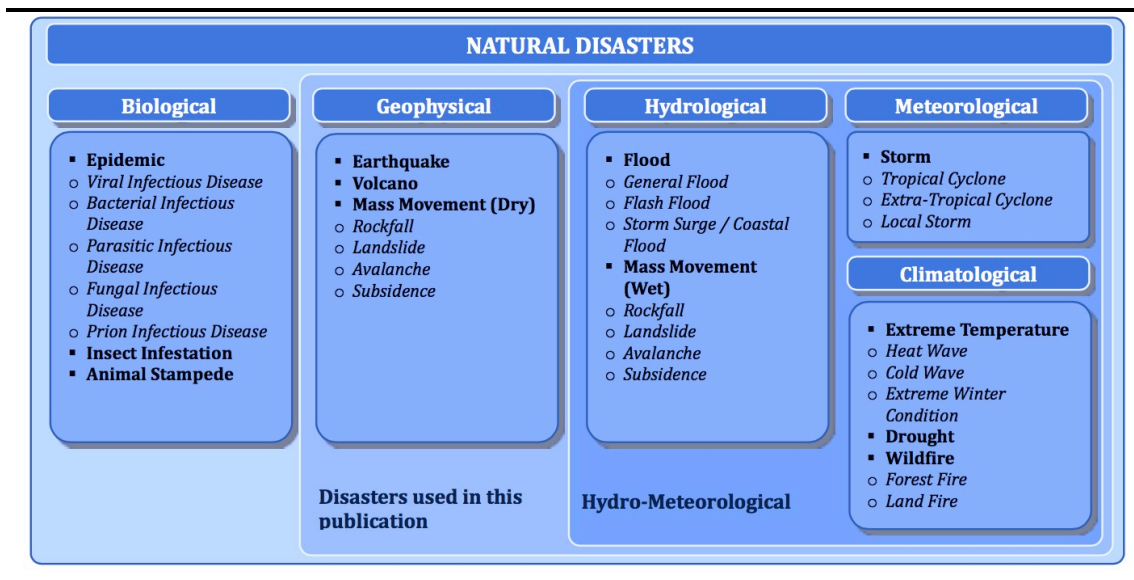 NATURAL DISASTERS
Biological
▪ Epidemic
o Viral Infectious Disease
o Bacterial Infectious
Disease
o Parasitic Infectious
Disease
o Fungal Infectious
Disease
o Prion Infectious Disease
▪ Insect Infestation
▪ Animal Stampede
Geophysical
▪ Earthquake
▪ Volcano
▪ Mass Movement (Dry)
o Rockfall
o Landslide
o Avalanche
o Subsidence
Hydrological
▪ Flood
o General Flood
o Flash Flood
o Storm Surge / Coastal
Flood
▪ Mass Movement
(Wet)
o Rockfall
o Landslide
o Avalanche
o Subsidence
Meteorological
▪ Storm
o Tropical Cyclone
o Extra-Tropical Cyclone
o Local Storm
Climatological
▪ Extreme Temperature
o Heat Wave
o Cold Wave
o Extreme Winter
Condition
▪ Drought
▪ Wildfire
o Forest Fire
o Land Fire
Disasters used in this
publication
Hydro-Meteorological